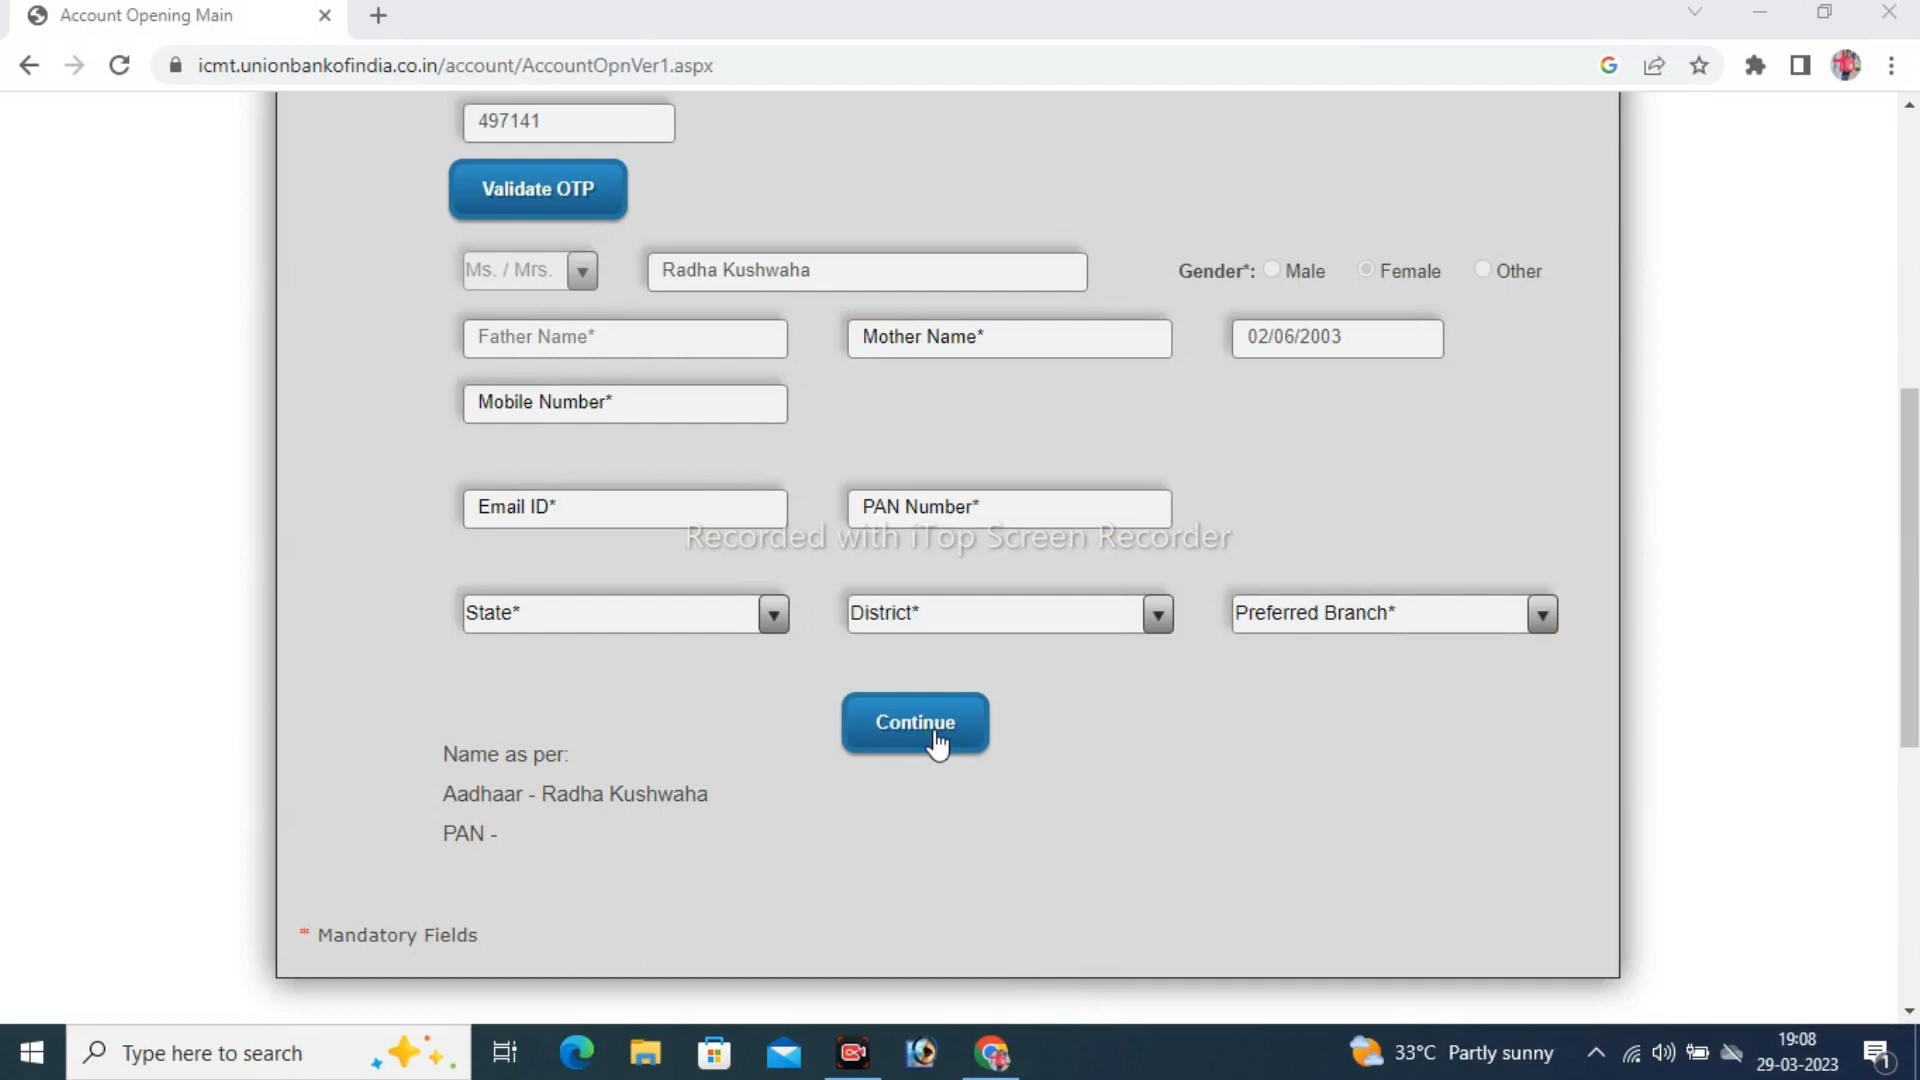 Account Opening Main
icmt.unionbankofindia.co.in/account/AccountOpnVer1.aspx
497141
Validate OTP
Ms. / Mrs.
Radha Kushwaha
Gender*: Male Female Other
Father Name*
Mother Name*
02/06/2003
Mobile Number*
Email ID*
PAN Number*
Recorded with iTop Screen Recorder
State*
District*
Preferred Branch*
Continue
Name as per:
Aadhaar - Radha Kushwaha
PAN -
* Mandatory Fields
Type here to search
33°C Partly sunny
19:08
29-03-2023
1